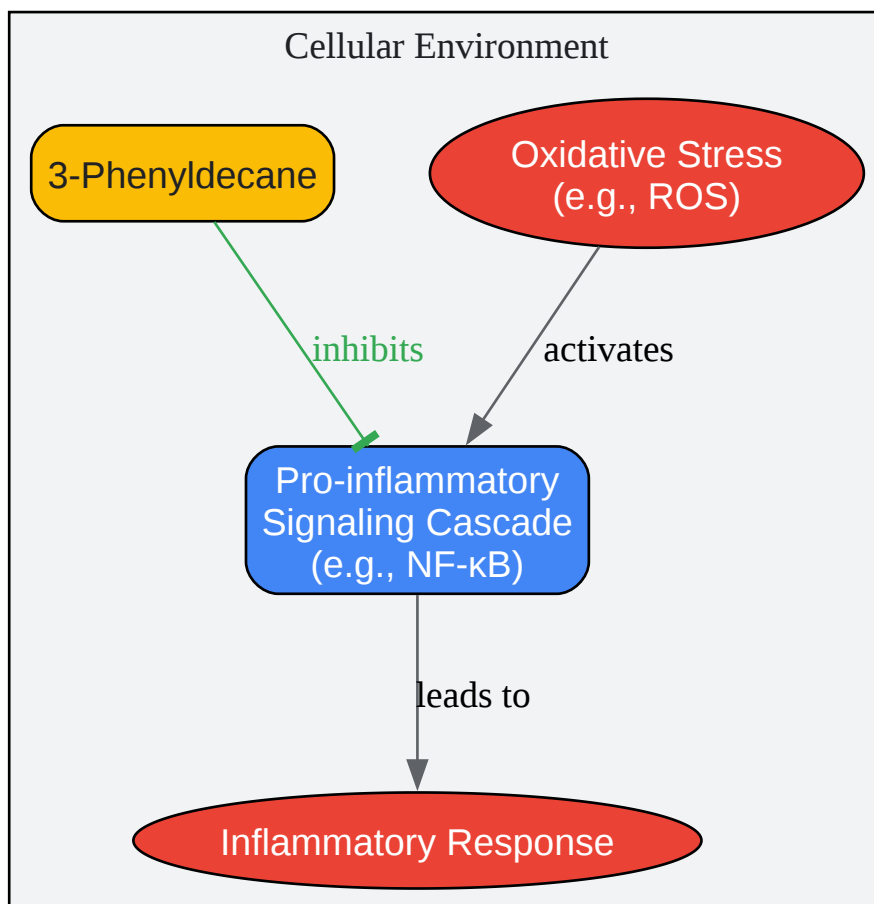 Cellular Environment
3-Phenyldecane
Oxidative Stress
(e.g., ROS)
inhibits
activates
Pro-inflammatory
Signaling Cascade
(e.g., NF-κB)
leads to
Inflammatory Response